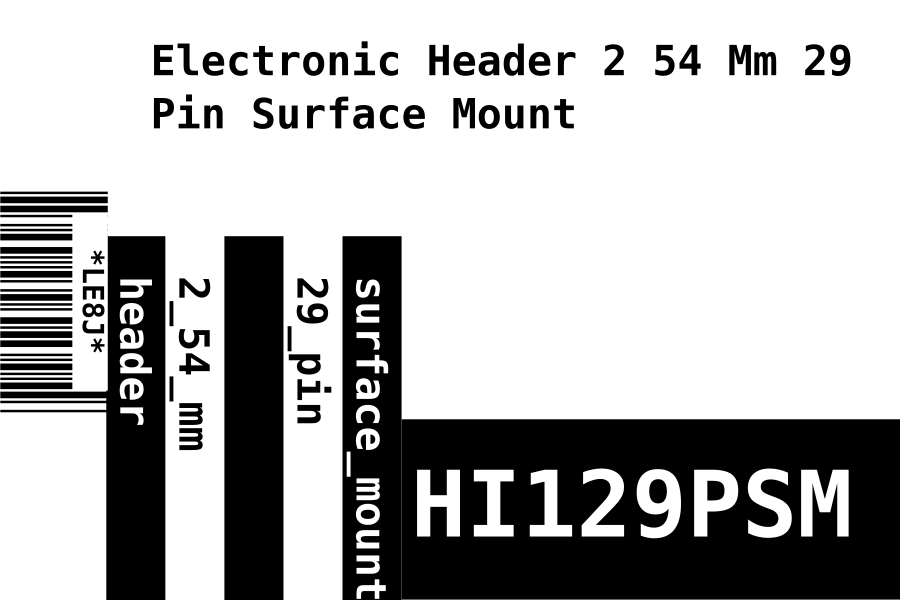 Electronic Header 2 54 Mm 29
Pin Surface Mount
*LE8J*
header
2_54_mm
29_pin
surface_mount
HI129PSM